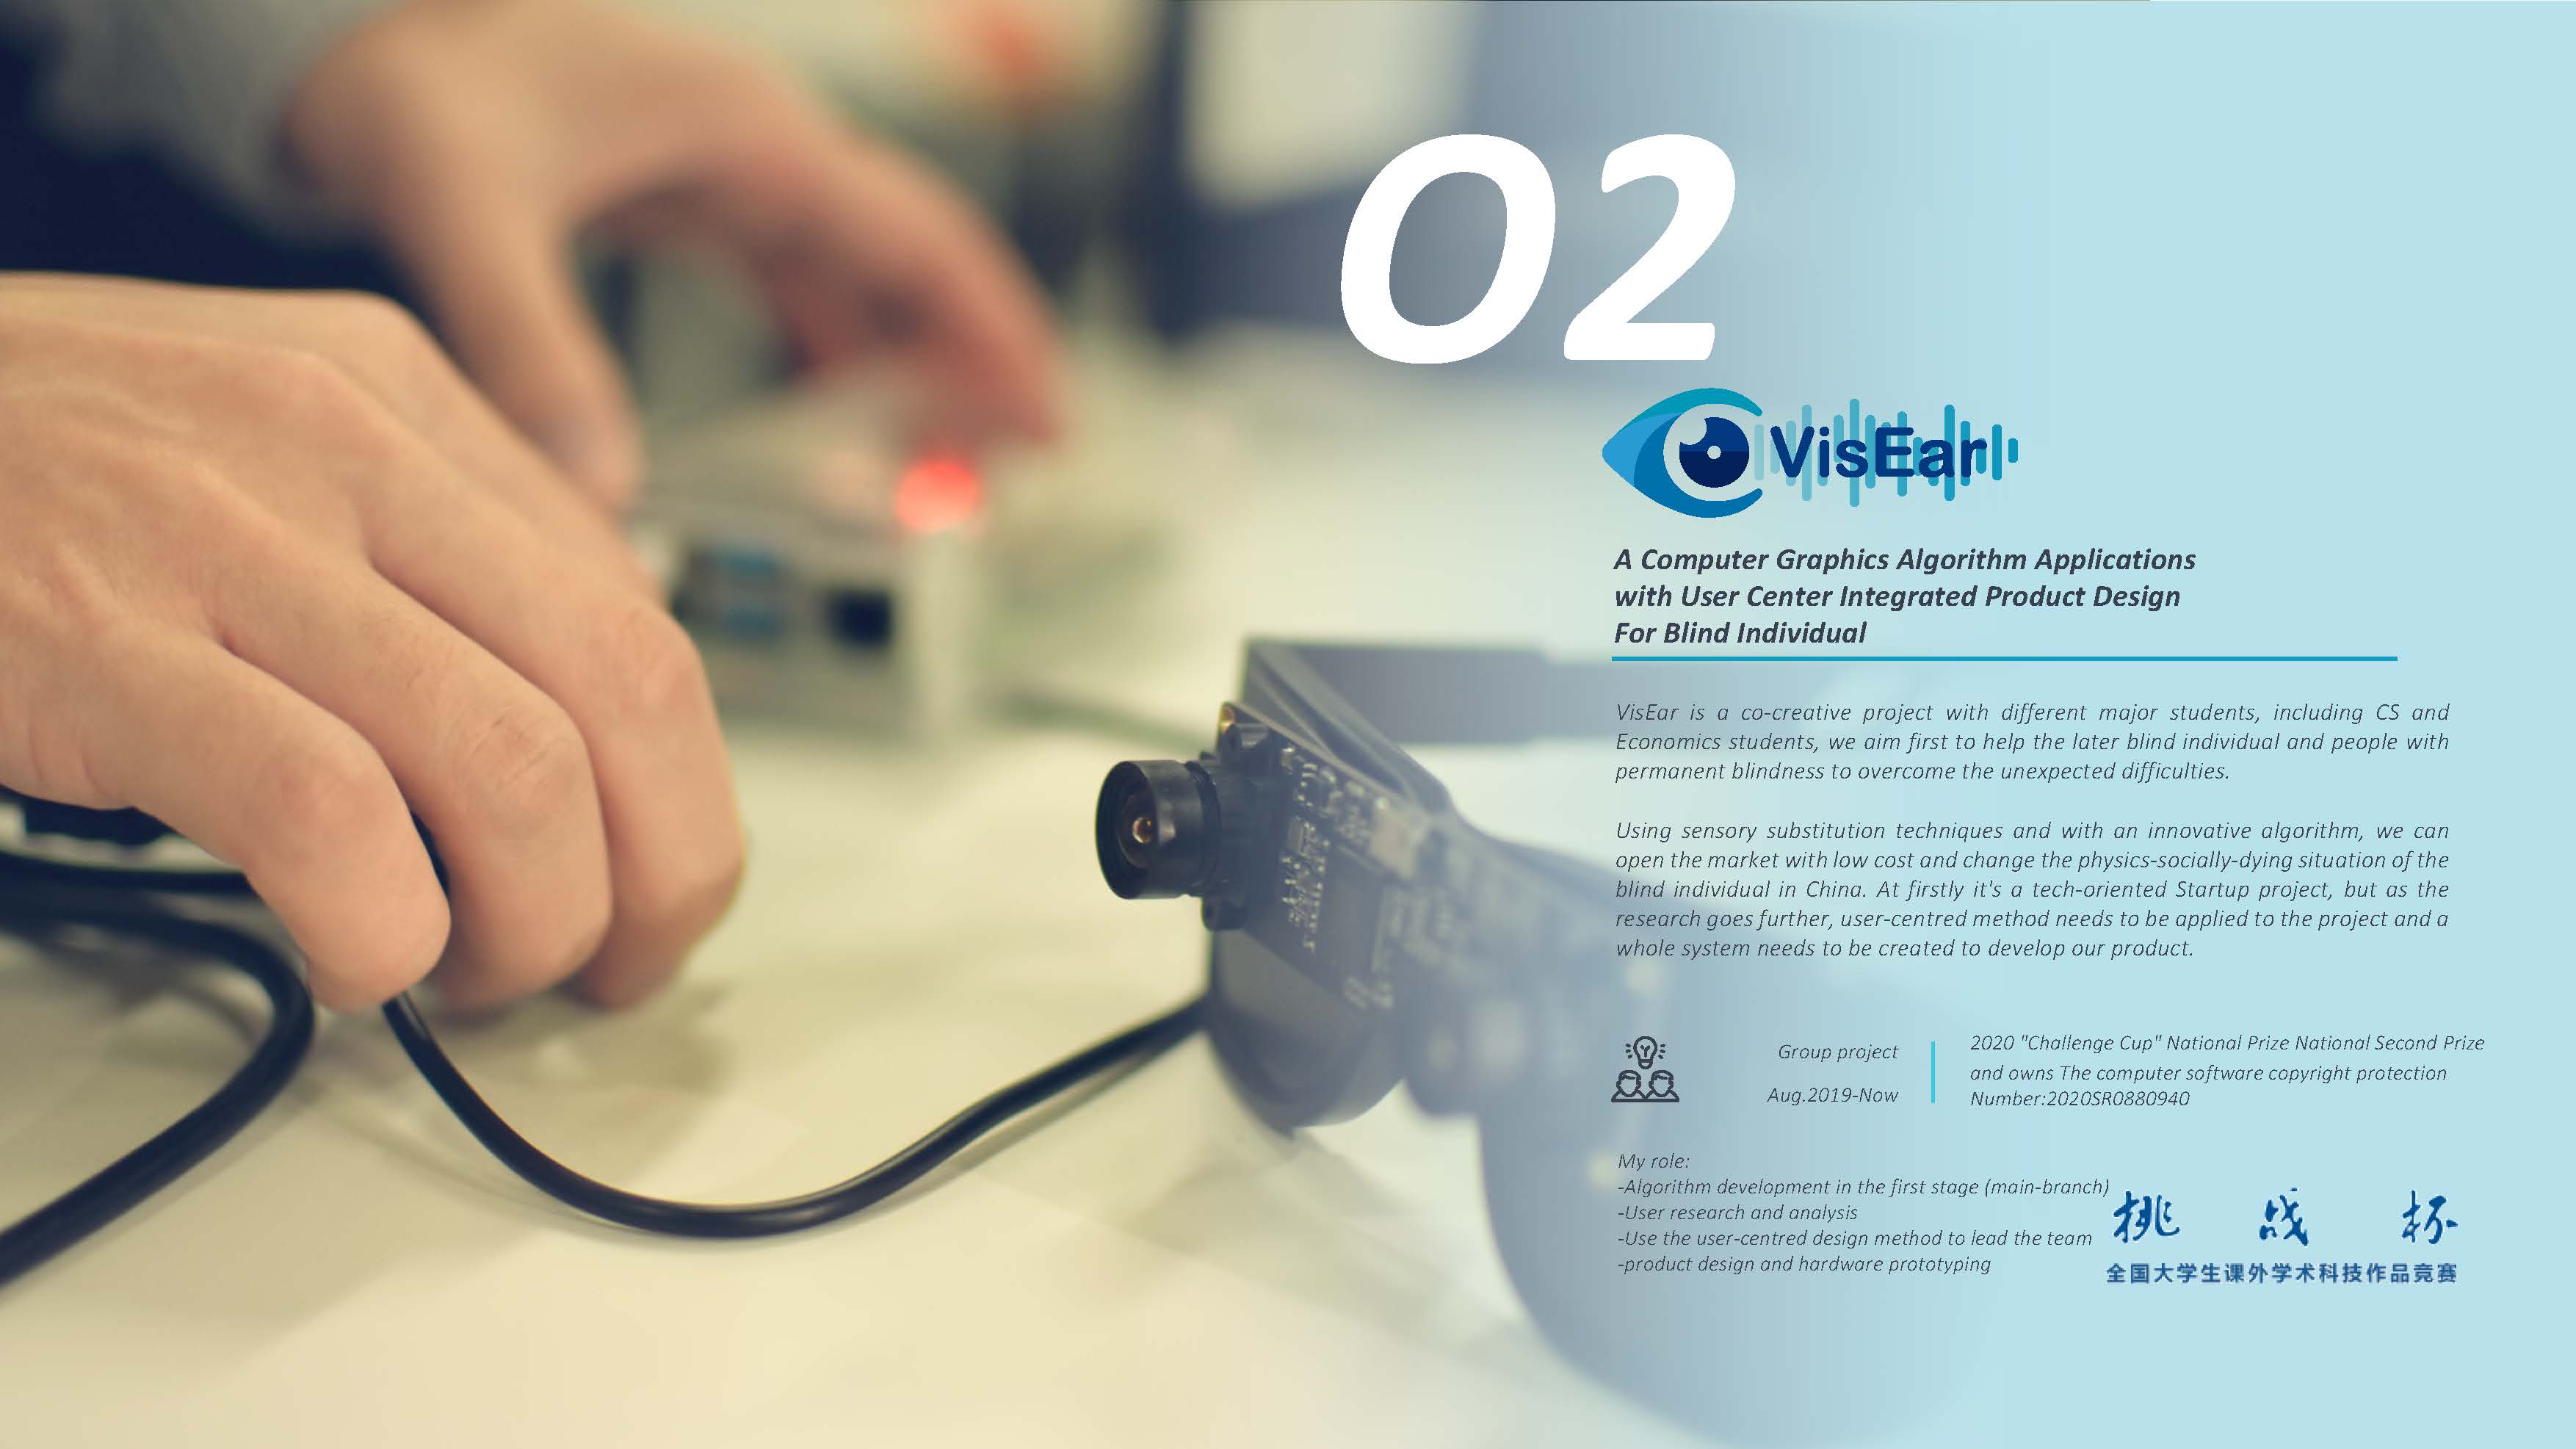 02
VisEar
A Computer Graphics Algorithm Applications
with User Center Integrated Product Design
For Blind Individual
VisEar is a co-creative project with different major students, including CS and
Economics students, we aim first to help the later blind individual and people with
permanent blindness to overcome the unexpected difficulties.
Using sensory substitution techniques and with an innovative algorithm, we can
open the market with low cost and change the physics-socially-dying situation of the
blind individual in China. At firstly it's a tech-oriented Startup project, but as the
research goes further, user-centred method needs to be applied to the project and a
whole system needs to be created to develop our product.
Group project
Aug.2019-Now
2020 "Challenge Cup" National Prize National Second Prize
and owns The computer software copyright protection
Number:2020SR0880940
My role:
-Algorithm development in the first stage (main-branch)
-User research and analysis
-Use the user-centred design method to lead the team
-product design and hardware prototyping
挑 战 杯
全国大学生课外学术科技作品竞赛